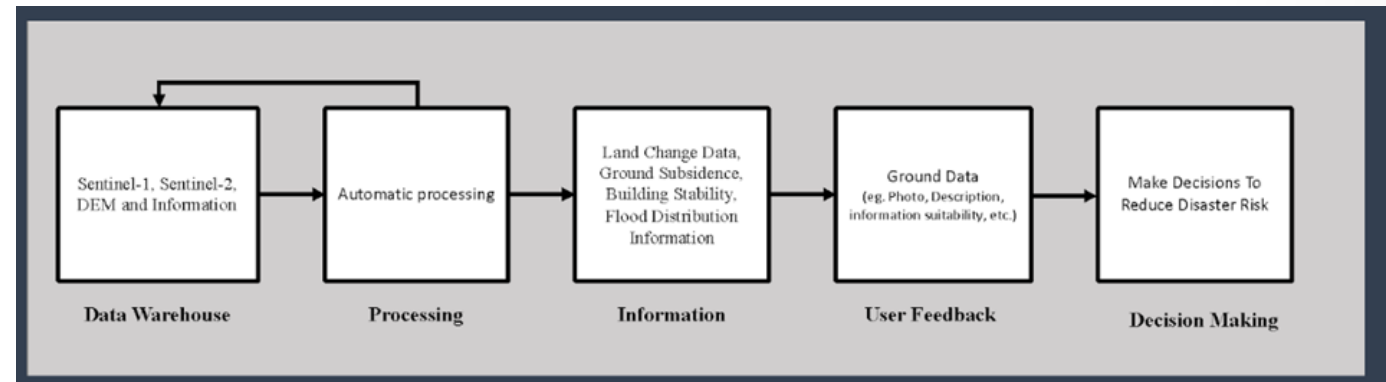 Sentinel-1, Sentinel-2,
DEM and Information
Data Warehouse
Automatic processing
Processing
Land Change Data,
Ground Subsidence,
Building Stability,
Flood Distribution
Information
Information
Ground Data
(eg. Photo, Description,
information suitability, etc.)
User Feedback
Make Decisions To
Reduce Disaster Risk
Decision Making